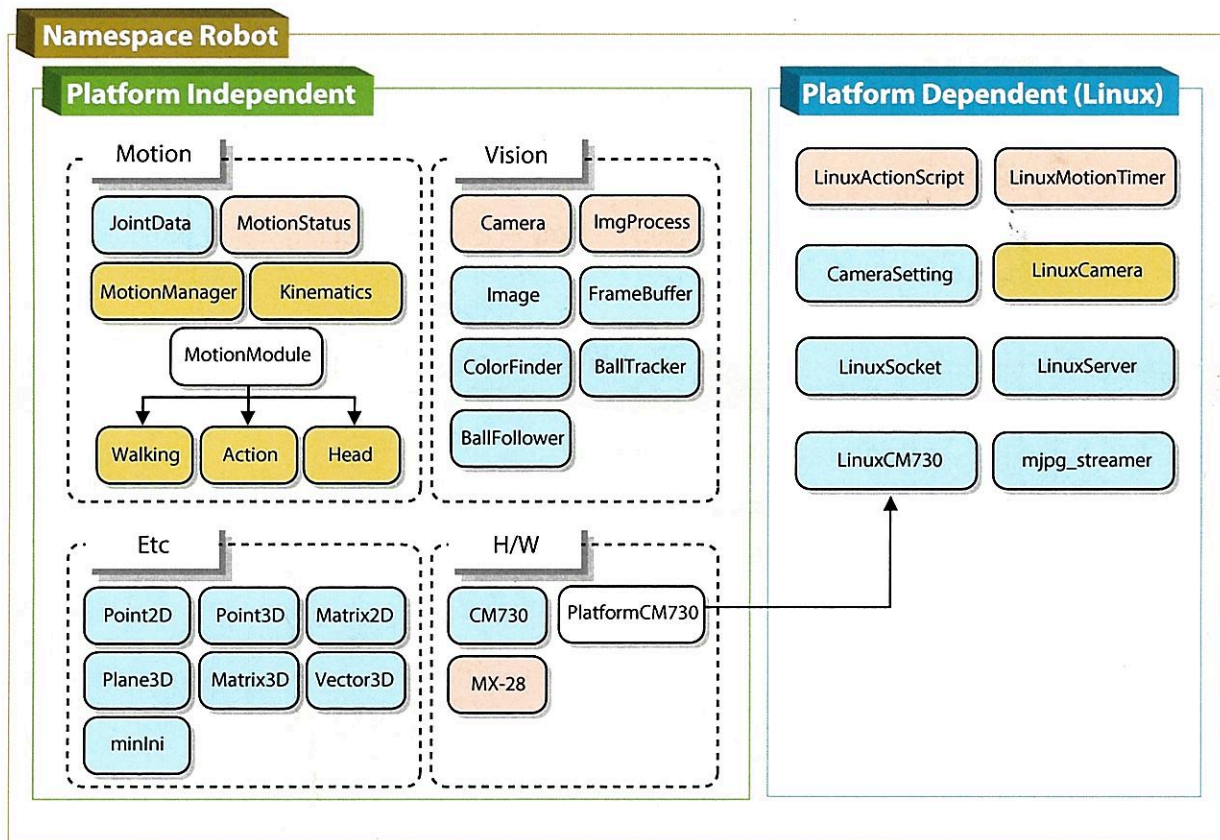 Namespace Robot
Platform Independent
Motion
JointData
MotionStatus
MotionManager
Kinematics
MotionModule
Walking
Action
Head
Vision
Camera
ImgProcess
Image
FrameBuffer
ColorFinder
BallTracker
BallFollower
Etc
Point2D
Point3D
Matrix2D
Plane3D
Matrix3D
Vector3D
minIni
H/W
CM730
PlatformCM730
MX-28
Platform Dependent (Linux)
LinuxActionScript
LinuxMotionTimer
CameraSetting
LinuxCamera
LinuxSocket
LinuxServer
LinuxCM730
mjpg_streamer